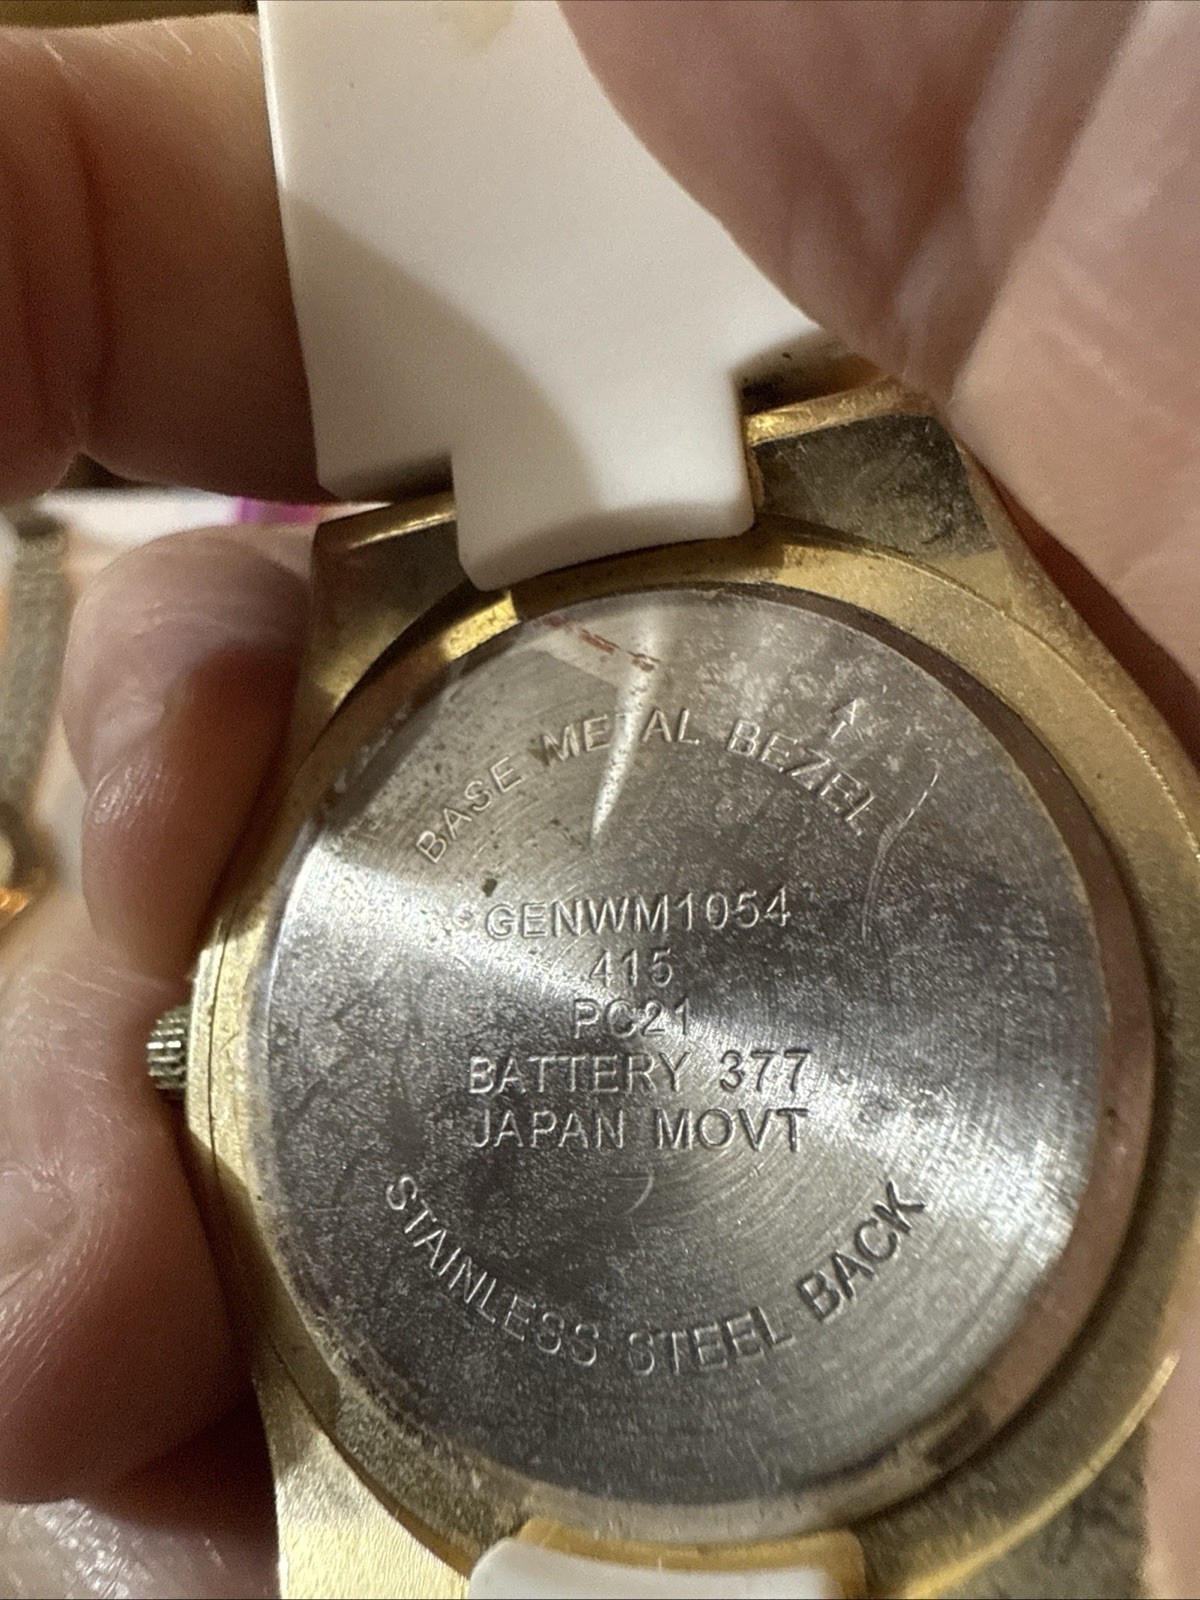 BASE METAL BEZEL
GENWM1054
415
PC21
BATTERY 377
JAPAN MOVT
STAINLESS STEEL BACK